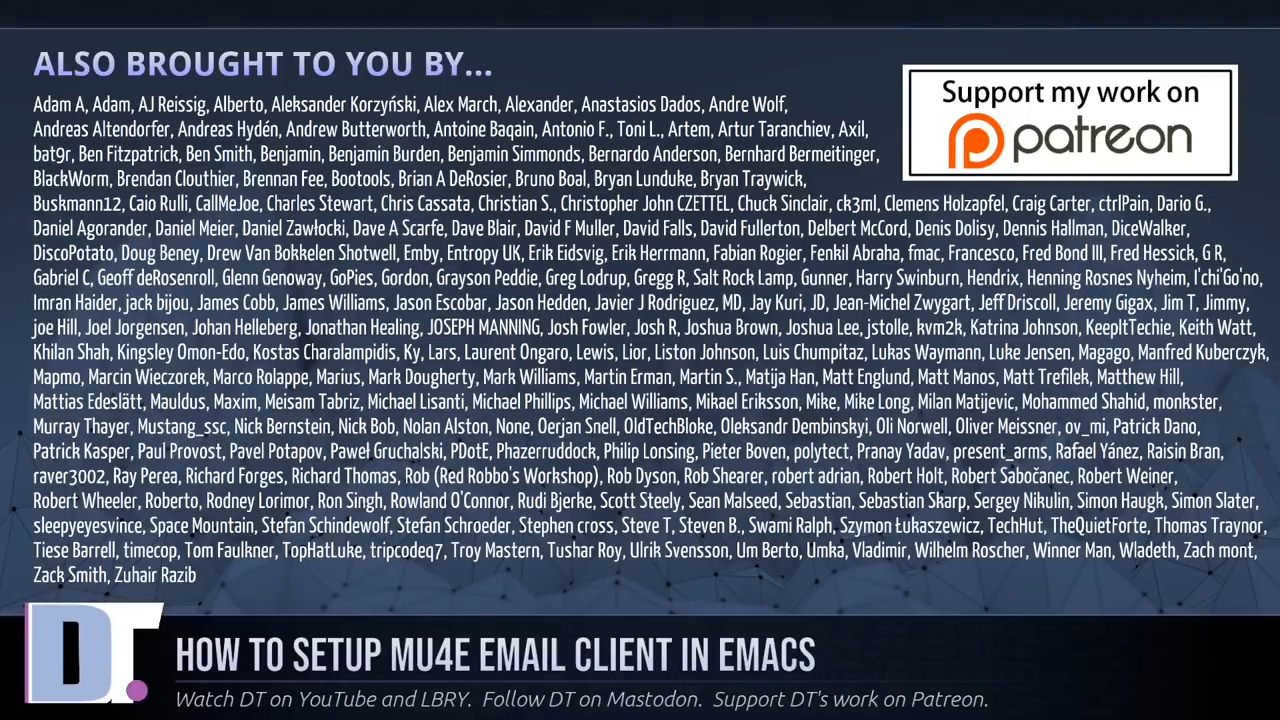 ALSO BROUGHT TO YOU BY...
Adam A, Adam, AJ Reissig, Alberto, Aleksander Korzyński, Alex March, Alexander, Anastasios Dados, Andre Wolf,
Andreas Altendorfer, Andreas Hydén, Andrew Butterworth, Antoine Baqain, Antonio F., Toni L., Artem, Artur Taranchiev, Axil,
bat9r, Ben Fitzpatrick, Ben Smith, Benjamin, Benjamin Burden, Benjamin Simmonds, Bernardo Anderson, Bernhard Bermeitinger,
BlackWorm, Brendan Clouthier, Brennan Fee, Bootools, Brian A DeRosier, Bruno Boal, Bryan Lunduke, Bryan Traywick,
Support my work on
patreon
Buskmann12, Caio Rulli, CallMeJoe, Charles Stewart, Chris Cassata, Christian S., Christopher John CZETTEL, Chuck Sinclair, ck3ml, Clemens Holzapfel, Craig Carter, ctrlPain, Dario G.,
Daniel Agorander, Daniel Meier, Daniel Zawłocki, Dave A Scarfe, Dave Blair, David F Muller, David Falls, David Fullerton, Delbert McCord, Denis Dolisy, Dennis Hallman, DiceWalker,
DiscoPotato, Doug Beney, Drew Van Bokkelen Shotwell, Emby, Entropy UK, Erik Eidsvig, Erik Herrmann, Fabian Rogier, Fenkil Abraha, fmac, Francesco, Fred Bond III, Fred Hessick, G R,
Gabriel C, Geoff deRosenroll, Glenn Genoway, GoPies, Gordon, Grayson Peddie, Greg Lodrup, Gregg R, Salt Rock Lamp, Gunner, Harry Swinburn, Hendrix, Henning Rosnes Nyheim, I'chi'Go'no,
Imran Haider, jack bijou, James Cobb, James Williams, Jason Escobar, Jason Hedden, Javier J Rodriguez, MD, Jay Kuri, JD, Jean-Michel Zwygart, Jeff Driscoll, Jeremy Gigax, Jim T, Jimmy,
joe Hill, Joel Jorgensen, Johan Helleberg, Jonathan Healing, JOSEPH MANNING, Josh Fowler, Josh R, Joshua Brown, Joshua Lee, jstolle, kvm2k, Katrina Johnson, KeepItTechie, Keith Watt,
Khilan Shah, Kingsley Omon-Edo, Kostas Charalampidis, Ky, Lars, Laurent Ongaro, Lewis, Lior, Liston Johnson, Luis Chumpitaz, Lukas Waymann, Luke Jensen, Magago, Manfred Kuberczyk,
Mapmo, Marcin Wieczorek, Marco Rolappe, Marius, Mark Dougherty, Mark Williams, Martin Erman, Martin S., Matija Han, Matt Englund, Matt Manos, Matt Trefilek, Matthew Hill,
Mattias Edeslätt, Mauldus, Maxim, Meisam Tabriz, Michael Lisanti, Michael Phillips, Michael Williams, Mikael Eriksson, Mike, Mike Long, Milan Matijevic, Mohammed Shahid, monkster,
Murray Thayer, Mustang_ssc, Nick Bernstein, Nick Bob, Nolan Alston, None, Oerjan Snell, OldTechBloke, Oleksandr Dembinskyi, Oli Norwell, Oliver Meissner, ov_mi, Patrick Dano,
Patrick Kasper, Paul Provost, Pavel Potapov, Paweł Gruchalski, PDotE, Phazerruddock, Philip Lonsing, Pieter Boven, polytect, Pranay Yadav, present_arms, Rafael Yánez, Raisin Bran,
raver3002, Ray Perea, Richard Forges, Richard Thomas, Rob (Red Robbo's Workshop), Rob Dyson, Rob Shearer, robert adrian, Robert Holt, Robert Sabočanec, Robert Weiner,
Robert Wheeler, Roberto, Rodney Lorimor, Ron Singh, Rowland O'Connor, Rudi Bjerke, Scott Steely, Sean Malseed, Sebastian, Sebastian Skarp, Sergey Nikulin, Simon Haugk, Simon Slater,
sleepyeyesvince, Space Mountain, Stefan Schindewolf, Stefan Schroeder, Stephen cross, Steve T, Steven B., Swami Ralph, Szymon Łukaszewicz, TechHut, TheQuietForte, Thomas Traynor,
Tiese Barrell, timecop, Tom Faulkner, TopHatLuke, tripcodeq7, Troy Mastern, Tushar Roy, Ulrik Svensson, Um Berto, Umka, Vladimir, Wilhelm Roscher, Winner Man, Wladeth, Zach mont,
Zack Smith, Zuhair Razib
DT.
HOW TO SETUP MU4E EMAIL CLIENT IN EMACS
Watch DT on YouTube and LBRY. Follow DT on Mastodon. Support DT's work on Patreon.